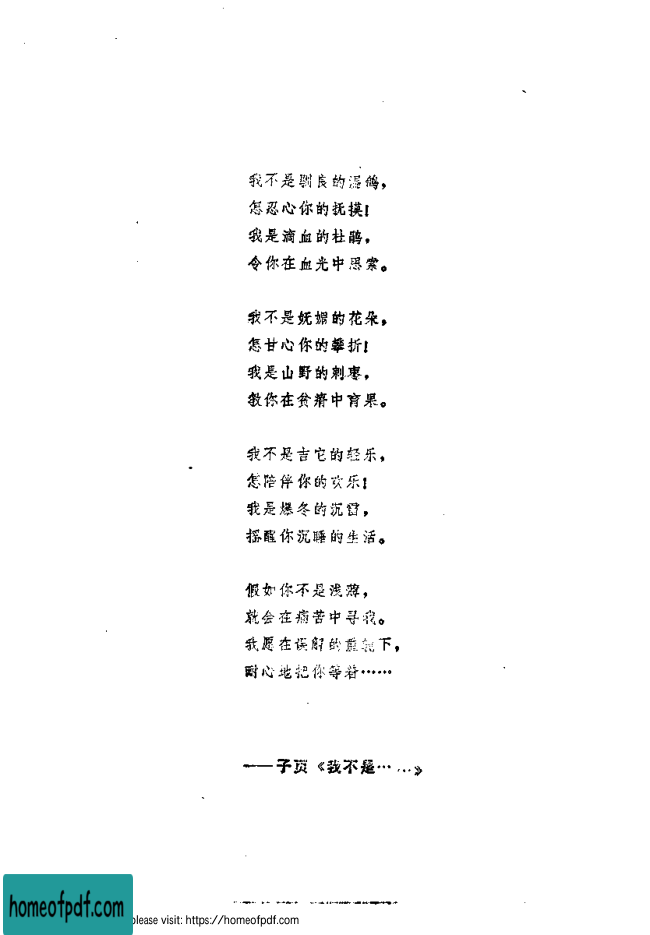 我不是驯良的湿鸽，
怎忍心你的抚摸！
我是滴血的杜鹃，
令你在血光中思索。
我不是妩媚的花朵，
怎甘心你的攀折！
我是山野的刺枣，
教你在贫瘠中育果。
我不是吉它的轻乐，
怎陪伴你的欢乐！
我是爆冬的沉雷，
摇醒你沉睡的生活。
假如你不是浅薄，
就会在痛苦中寻我。
我愿在误解的重轭下，
耐心地把你等着……
——子页《我不是……》
homeofpdf.com
please visit: https://homeofpdf.com